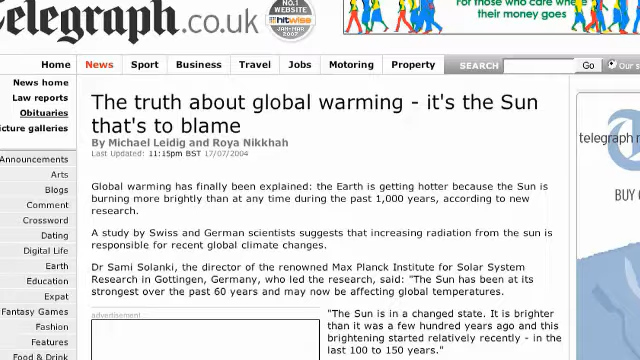 Telegraph.co.uk
NO.1
WEBSITE
hitwise
JAN-MAR
2007
For those who care where
their money goes
Home News Sport Business Travel Jobs Motoring Property SEARCH Go Our s
News home
Law reports
Obituaries
icture galleries
Announcements
Arts
Blogs
Comment
Crossword
Dating
Digital Life
Earth
Education
Expat
Fantasy Games
Fashion
Features
Food & Drink
The truth about global warming - it's the Sun
that's to blame
By Michael Leidig and Roya Nikkhah
Last Updated: 11:15pm BST 17/07/2004
Global warming has finally been explained: the Earth is getting hotter because the Sun is
burning more brightly than at any time during the past 1,000 years, according to new
research.
A study by Swiss and German scientists suggests that increasing radiation from the sun is
responsible for recent global climate changes.
Dr Sami Solanki, the director of the renowned Max Planck Institute for Solar System
Research in Gottingen, Germany, who led the research, said: "The Sun has been at its
strongest over the past 60 years and may now be affecting global temperatures.
advertisement
"The Sun is in a changed state. It is brighter
than it was a few hundred years ago and this
brightening started relatively recently - in the
last 100 to 150 years."
telegraph
BUY